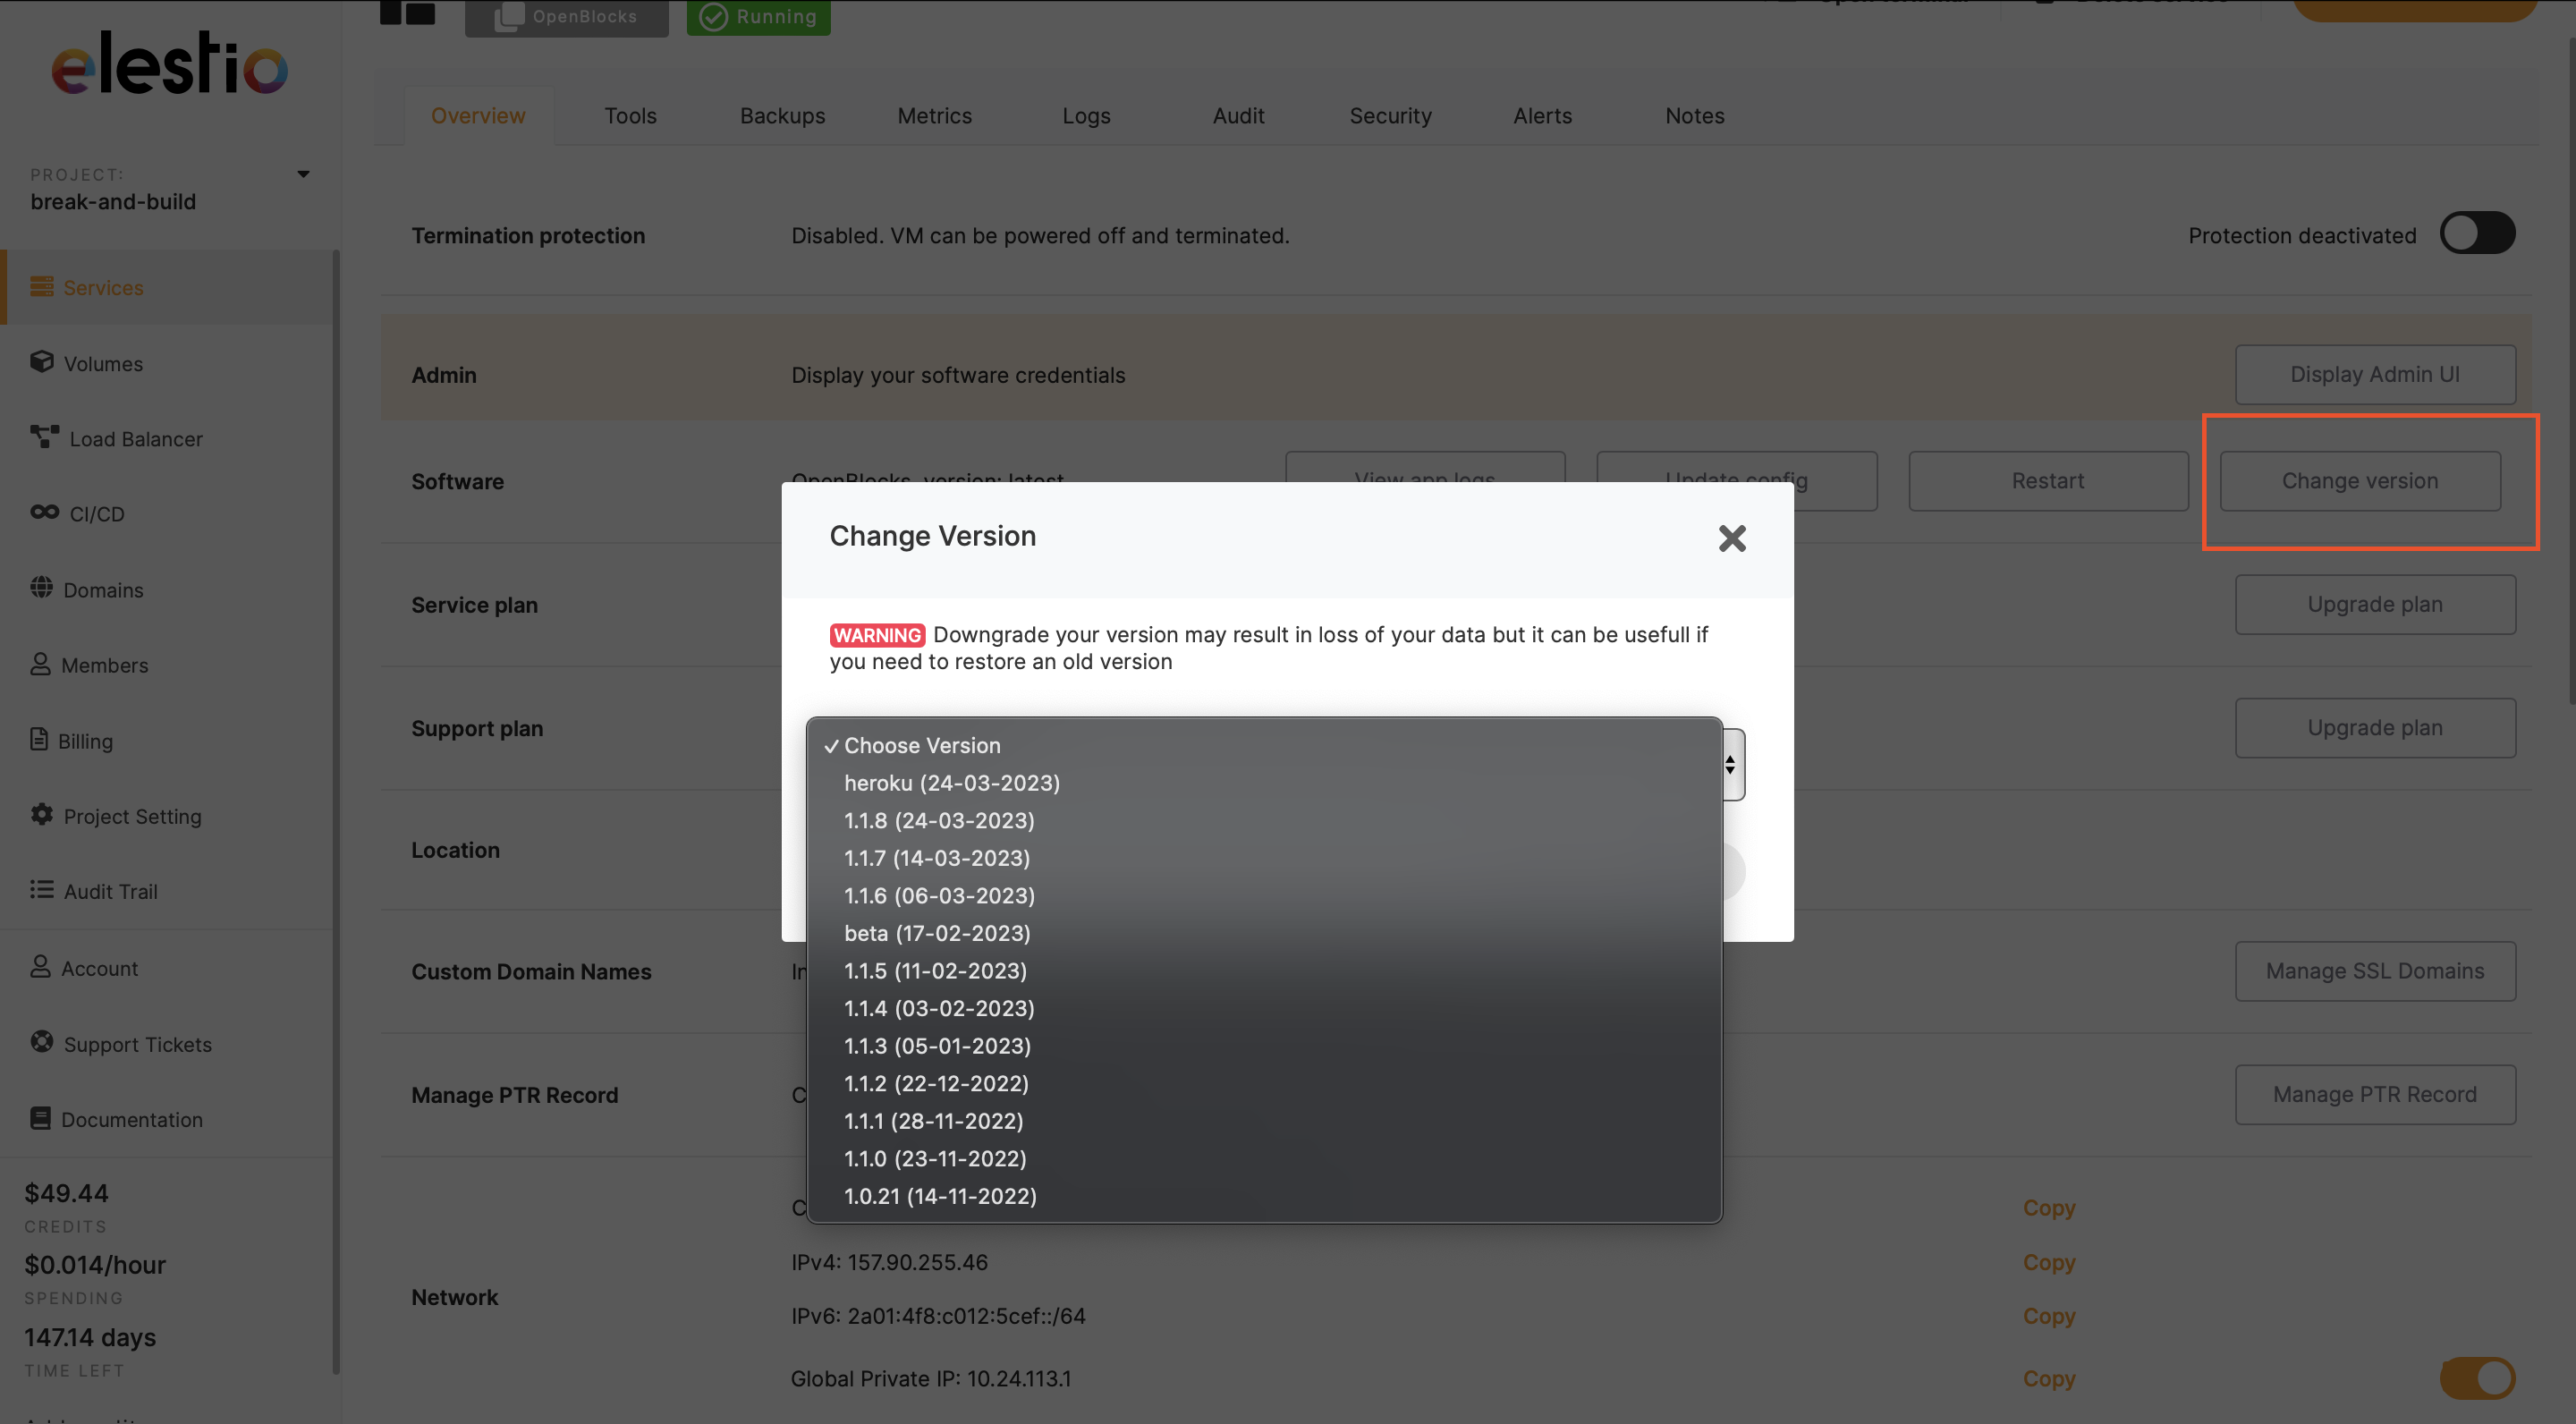 elestio
OpenBlocks
Running
Overview
Tools
Backups
Metrics
Logs
Audit
Security
Alerts
Notes
PROJECT:
break-and-build
Termination protection
Disabled. VM can be powered off and terminated.
Protection deactivated
Services
Volumes
Load Balancer
CI/CD
Domains
Members
Billing
Project Setting
Audit Trail
Account
Support Tickets
Documentation
$49.44
CREDITS
$0.014/hour
SPENDING
147.14 days
TIME LEFT
Admin
Display your software credentials
Display Admin UI
Software
OpenBlocks, version: latest
View app logs
Update config
Restart
Change version
Service plan
Upgrade plan
Support plan
Upgrade plan
Location
Custom Domain Names
Manage SSL Domains
Manage PTR Record
Manage PTR Record
Change Version
WARNING Downgrade your version may result in loss of your data but it can be usefull if
you need to restore an old version
✓ Choose Version
heroku (24-03-2023)
1.1.8 (24-03-2023)
1.1.7 (14-03-2023)
1.1.6 (06-03-2023)
beta (17-02-2023)
1.1.5 (11-02-2023)
1.1.4 (03-02-2023)
1.1.3 (05-01-2023)
1.1.2 (22-12-2022)
1.1.1 (28-11-2022)
1.1.0 (23-11-2022)
1.0.21 (14-11-2022)
Network
Copy
IPv4: 157.90.255.46
Copy
IPv6: 2a01:4f8:c012:5cef::/64
Copy
Global Private IP: 10.24.113.1
Copy